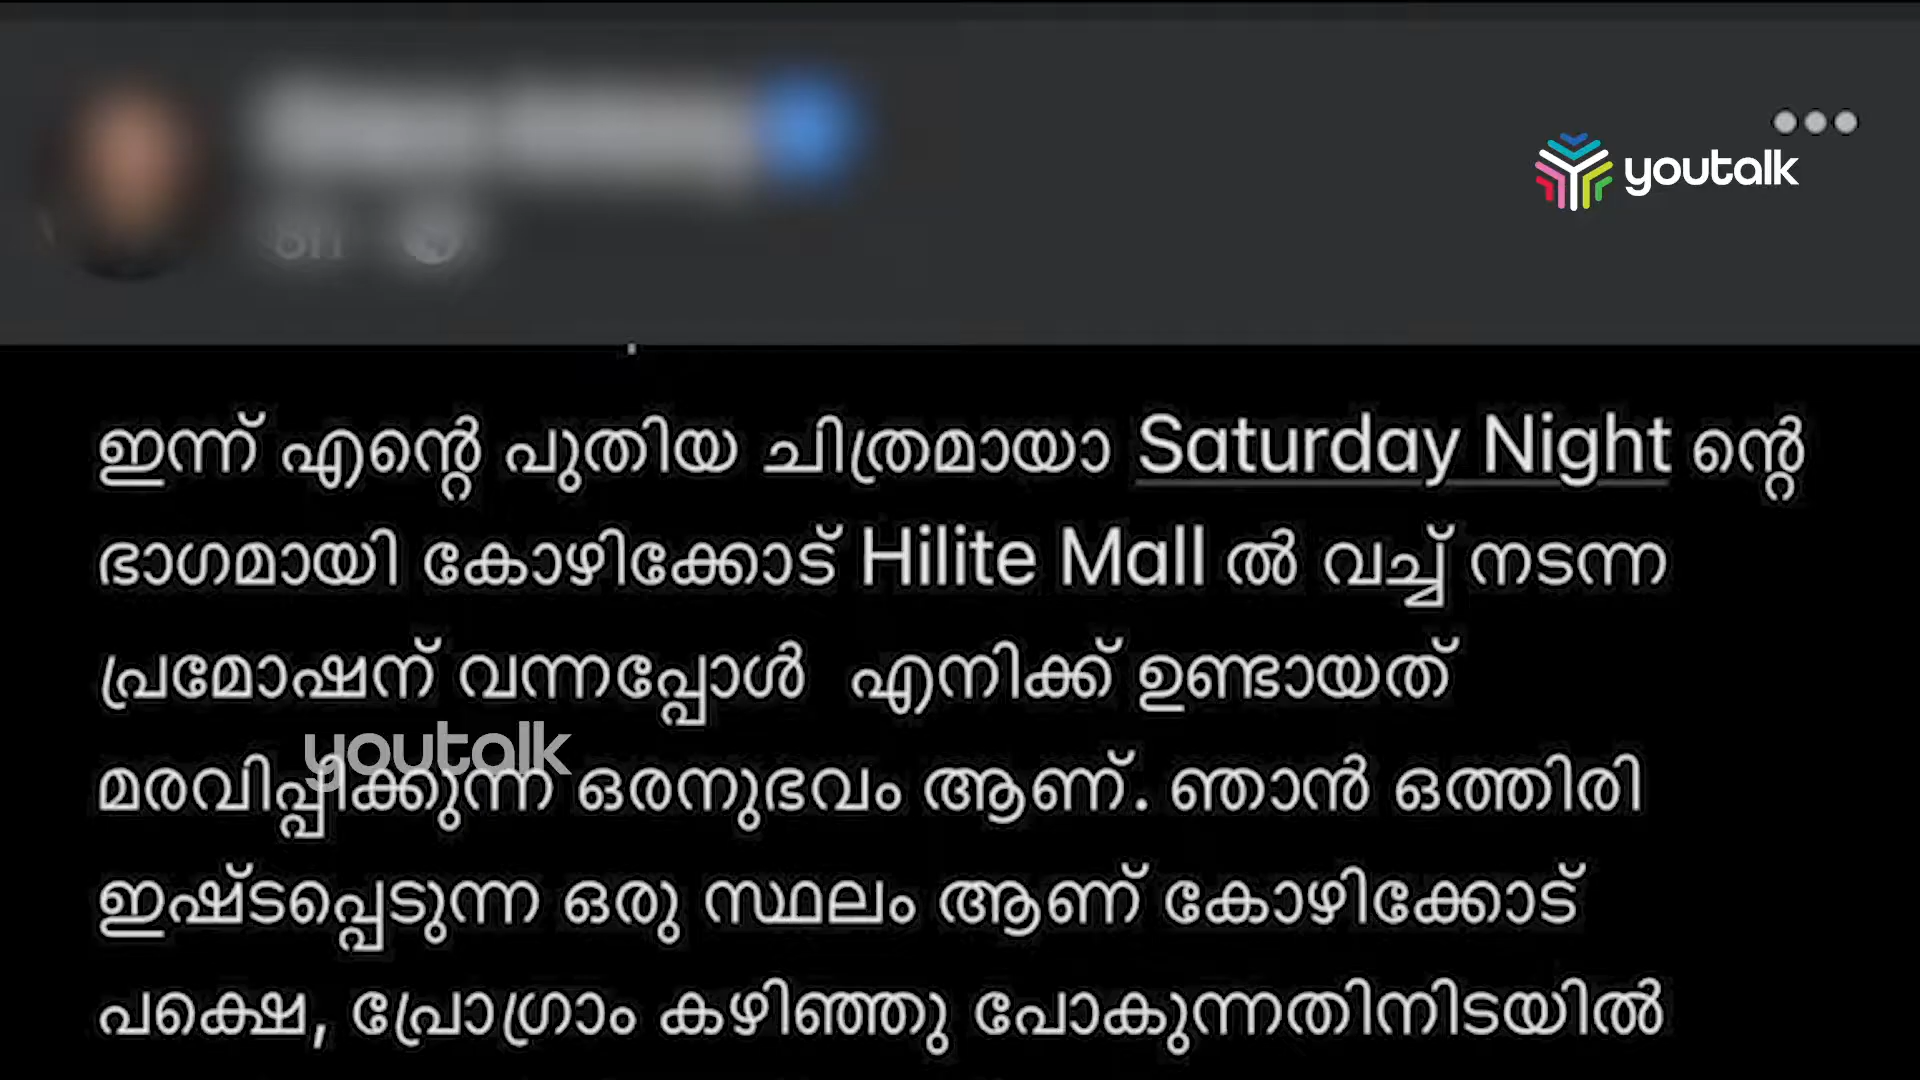 youtalk
ഇന്ന് എന്റെ പുതിയ ചിത്രമായാ Saturday Night ന്റെ
ഭാഗമായി കോഴിക്കോട് Hilite Mall ൽ വച്ച് നടന്ന
പ്രമോഷന് വന്നപ്പോൾ എനിക്ക് ഉണ്ടായത്
youtalk
മരവിപ്പിക്കുന്ന ഒരനുഭവം ആണ്. ഞാൻ ഒത്തിരി
ഇഷ്ടപ്പെടുന്ന ഒരു സ്ഥലം ആണ് കോഴിക്കോട്
പക്ഷെ, പ്രോഗ്രാം കഴിഞ്ഞു പോകുന്നതിനിടയിൽ